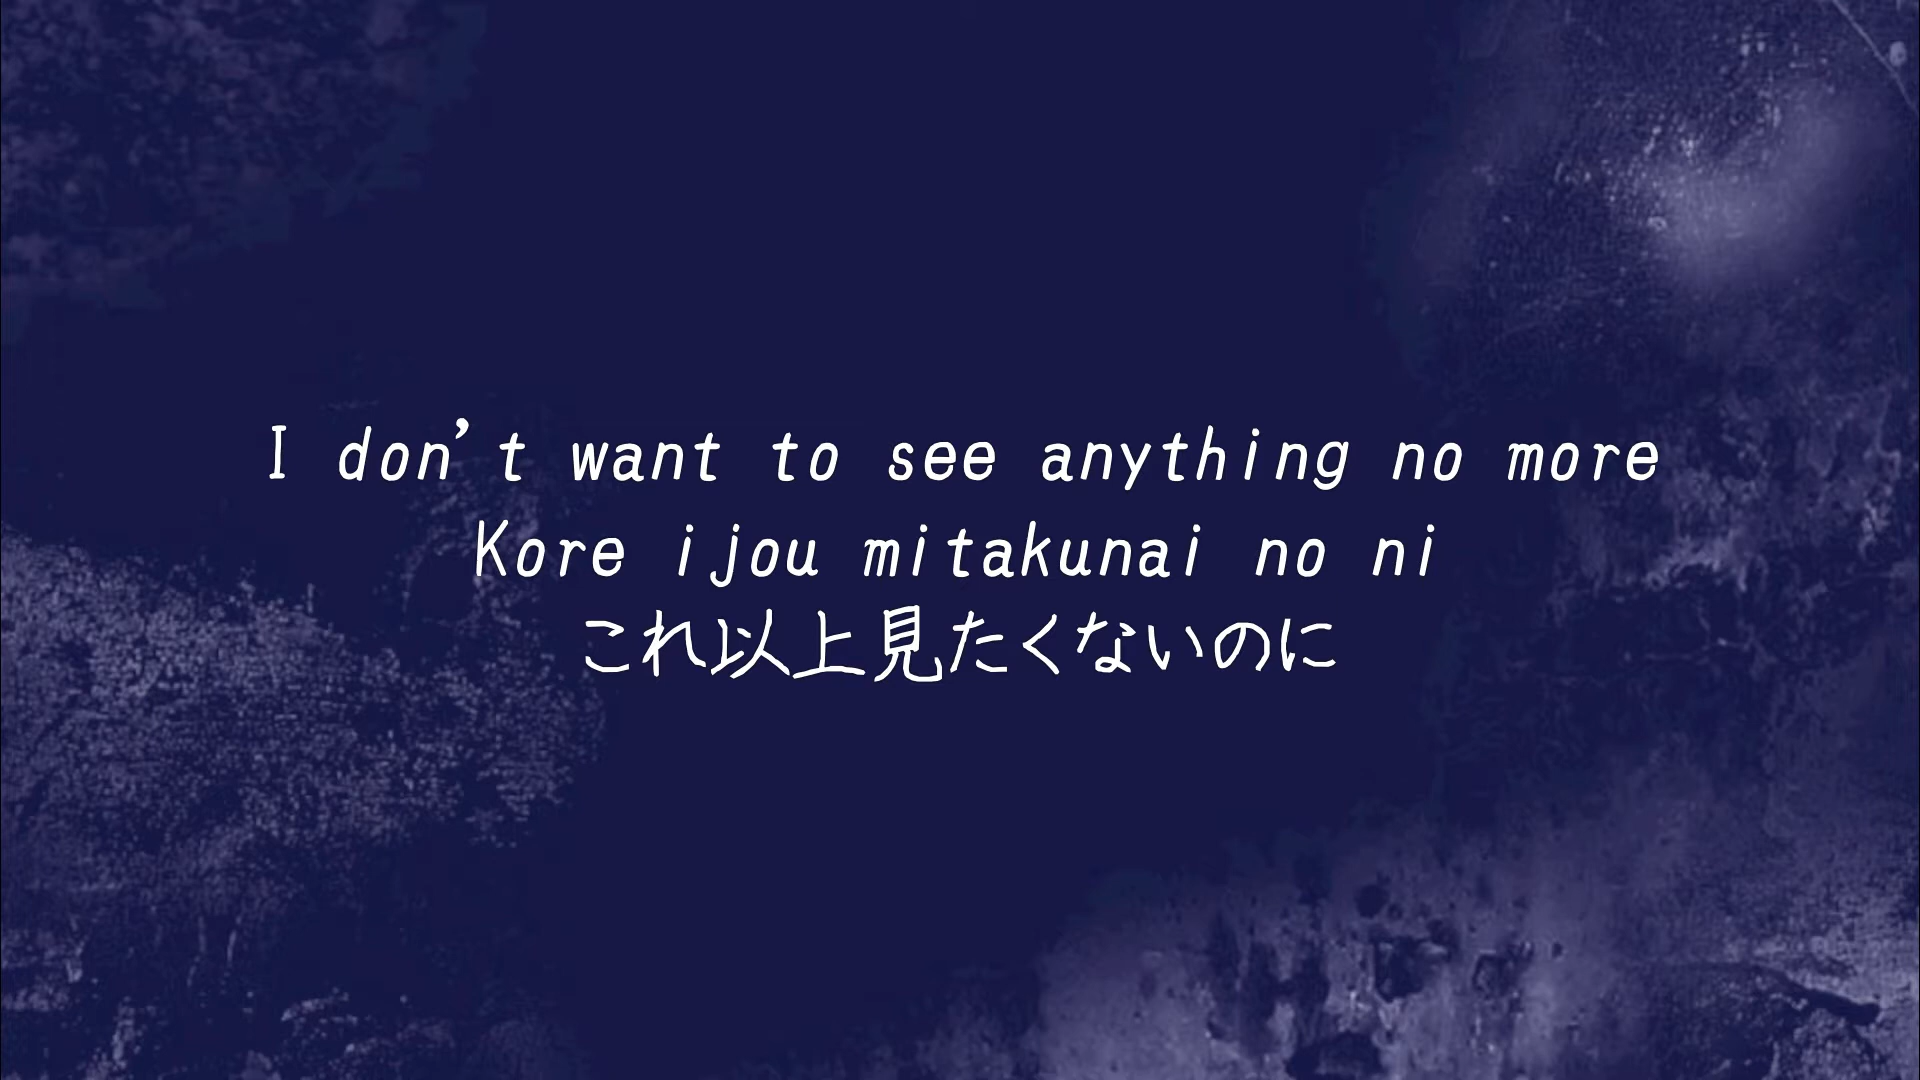 I don't want to see anything no more
Kore ijou mitakunai no ni
これ以上見たくないのに